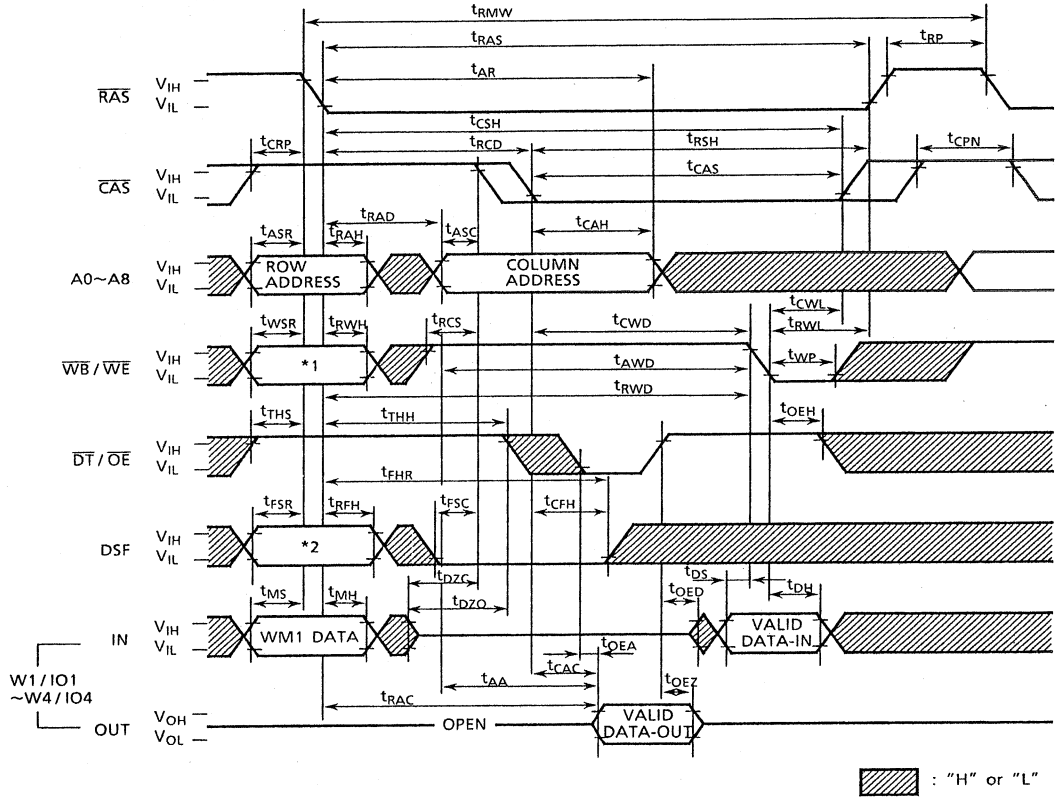 tRMW
tRAS
tRP
tAR
RAS VIH
VIL
tCSH
tCRP tRCD tRSH tCPN
CAS VIH
VIL
tCAS
tRAD
tASR tRAH tASC tCAH
A0~A8 VIH
VIL
ROW ADDRESS
COLUMN ADDRESS
tCWL
tWSR tRWH tRCS tCWD tRWL
WB / WE VIH
VIL
*1
tWP
tAWD
tRWD
tTHS tTHH tOEH
DT / OE VIH
VIL
tFHR
tFSR tRFH tFSC tCFH
DSF VIH
VIL
*2
tDZC tDS
tMS tMH tDZO tOED tDH
IN VIH
VIL
WM1 DATA
VALID DATA-IN
tOEA
W1 / IO1
~W4 / IO4
tCAC
tAA tOEZ
tRAC
OUT VOH
VOL
OPEN
VALID DATA-OUT
: "H" or "L"